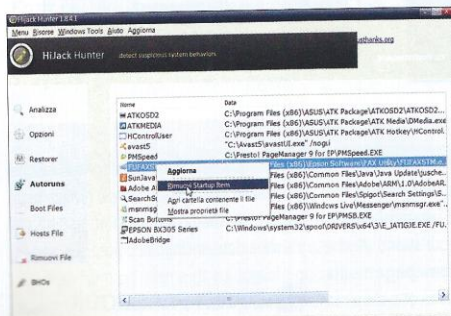 HiJack Hunter 1.8.4.1
Menu Risorse Windows Tools Aiuto Aggiorna
HiJack Hunter
detect suspicious system behaviors
Analizza
Opzioni
Restorer
Autoruns
Boot Files
Hosts File
Rimuovi File
BHOs
Name Data
ATKOSD2 C:\Program Files (x86)\ASUS\ATK Package\ATKOSD2\ATKOSD2...
ATKMEDIA C:\Program Files (x86)\ASUS\ATK Package\ATK Media\DMedia.exe
HControlUser C:\Program Files (x86)\ASUS\ATK Package\ATK Hotkey\HControl.
avast5 "C:\Avast5\avastUI.exe" /nogui
PMSpeed C:\Presto! PageManager 9 for EP\PMSpeed.EXE
Files (x86)\Epson Software\FAX Utility\FUFAXSTM.e...
SunJava Files (x86)\Common Files\Java\Java Update\jusche...
Adobe A Files (x86)\Common Files\Adobe\ARM\1.0\AdobeAR.
SearchS Files (x86)\Common Files\Spigot\Search Settings\S...
msnmsg Files (x86)\Windows Live\Messenger\msnmsgr.exe"..
Scan Buttons C:\Presto! PageManager 9 for EP\PMSB.EXE
EPSON BX305 Series C:\Windows\system32\spool\DRIVERS\x64\3\E_IATIGJE.EXE /FU.
AdobeBridge
Aggiorna
Rimuovi Startup Item
Apri cartella contenente il file
Mostra proprietà file